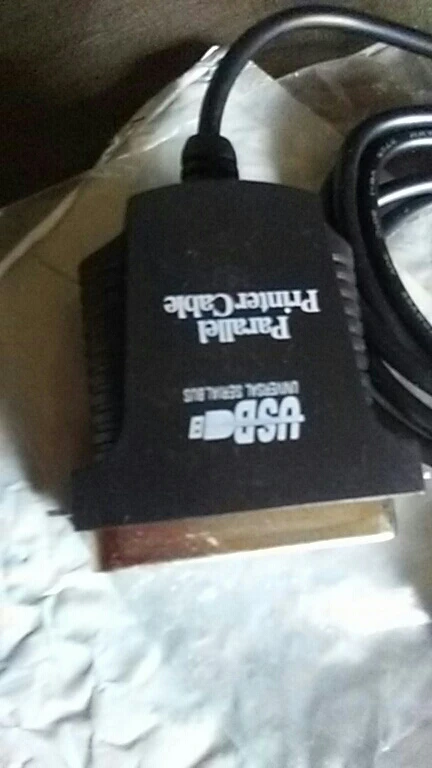 USB
UNIVERSAL SERIAL BUS
Parallel
Printer Cable